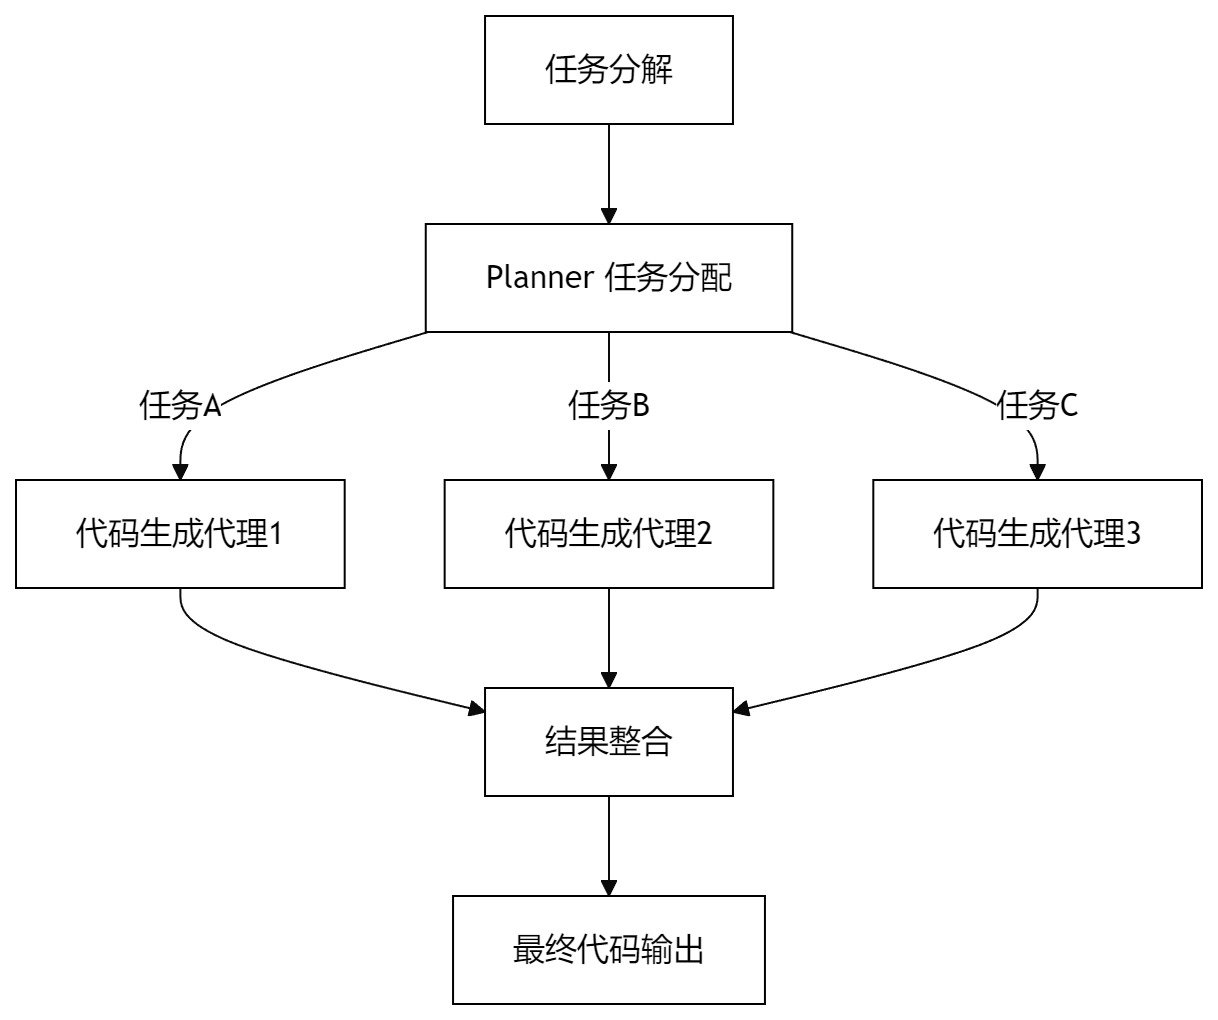 任务分解
Planner 任务分配
任务A
任务B
任务C
代码生成代理1
代码生成代理2
代码生成代理3
结果整合
最终代码输出